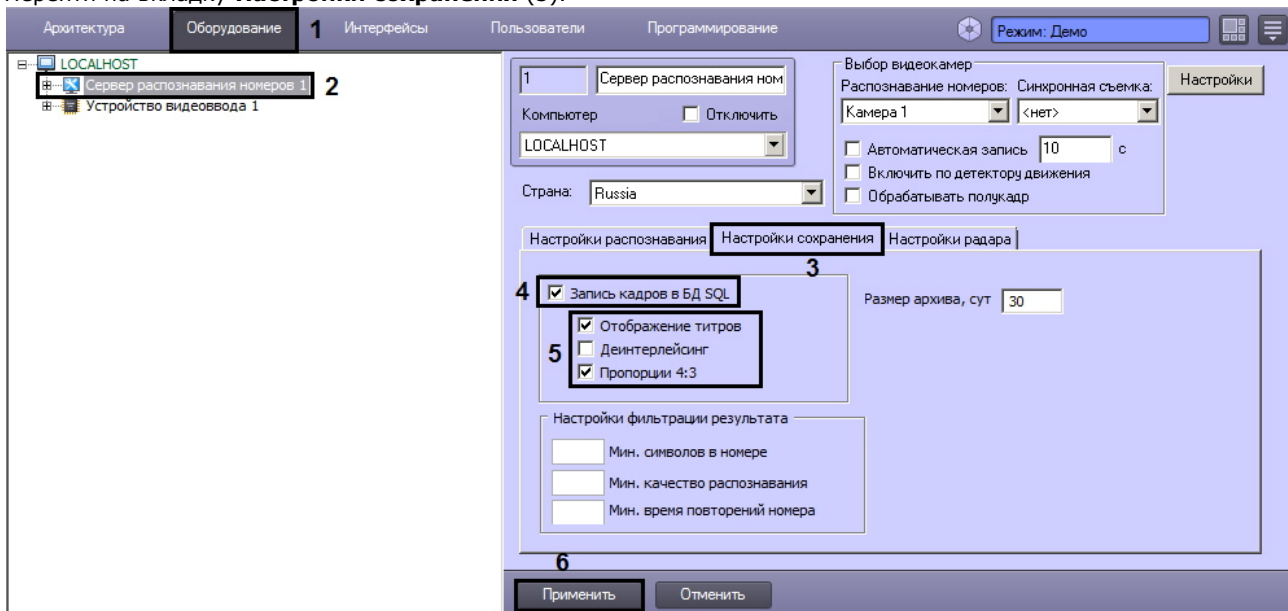 перейти на вкладку Настройки сохранения (3).
Архитектура Оборудование 1 Интерфейсы Пользователи Программирование Режим: Демо
LOCALHOST
Сервер распознавания номеров 1 2
Устройство видеоввода 1
1 Сервер распознавания ном
Компьютер Отключить
LOCALHOST
Страна: Russia
Выбор видеокамер
Распознавание номеров: Синхронная съемка:
Камера 1 <нет>
Автоматическая запись 10 с
Включить по детектору движения
Обрабатывать полукадр
Настройки
Настройки распознавания Настройки сохранения Настройки радара
3
4 Запись кадров в БД SQL
Размер архива, сут 30
Отображение титров
5 Деинтерлейсинг
Пропорции 4:3
Настройки фильтрации результата
Мин. символов в номере
Мин. качество распознавания
Мин. время повторений номера
6
Применить Отменить